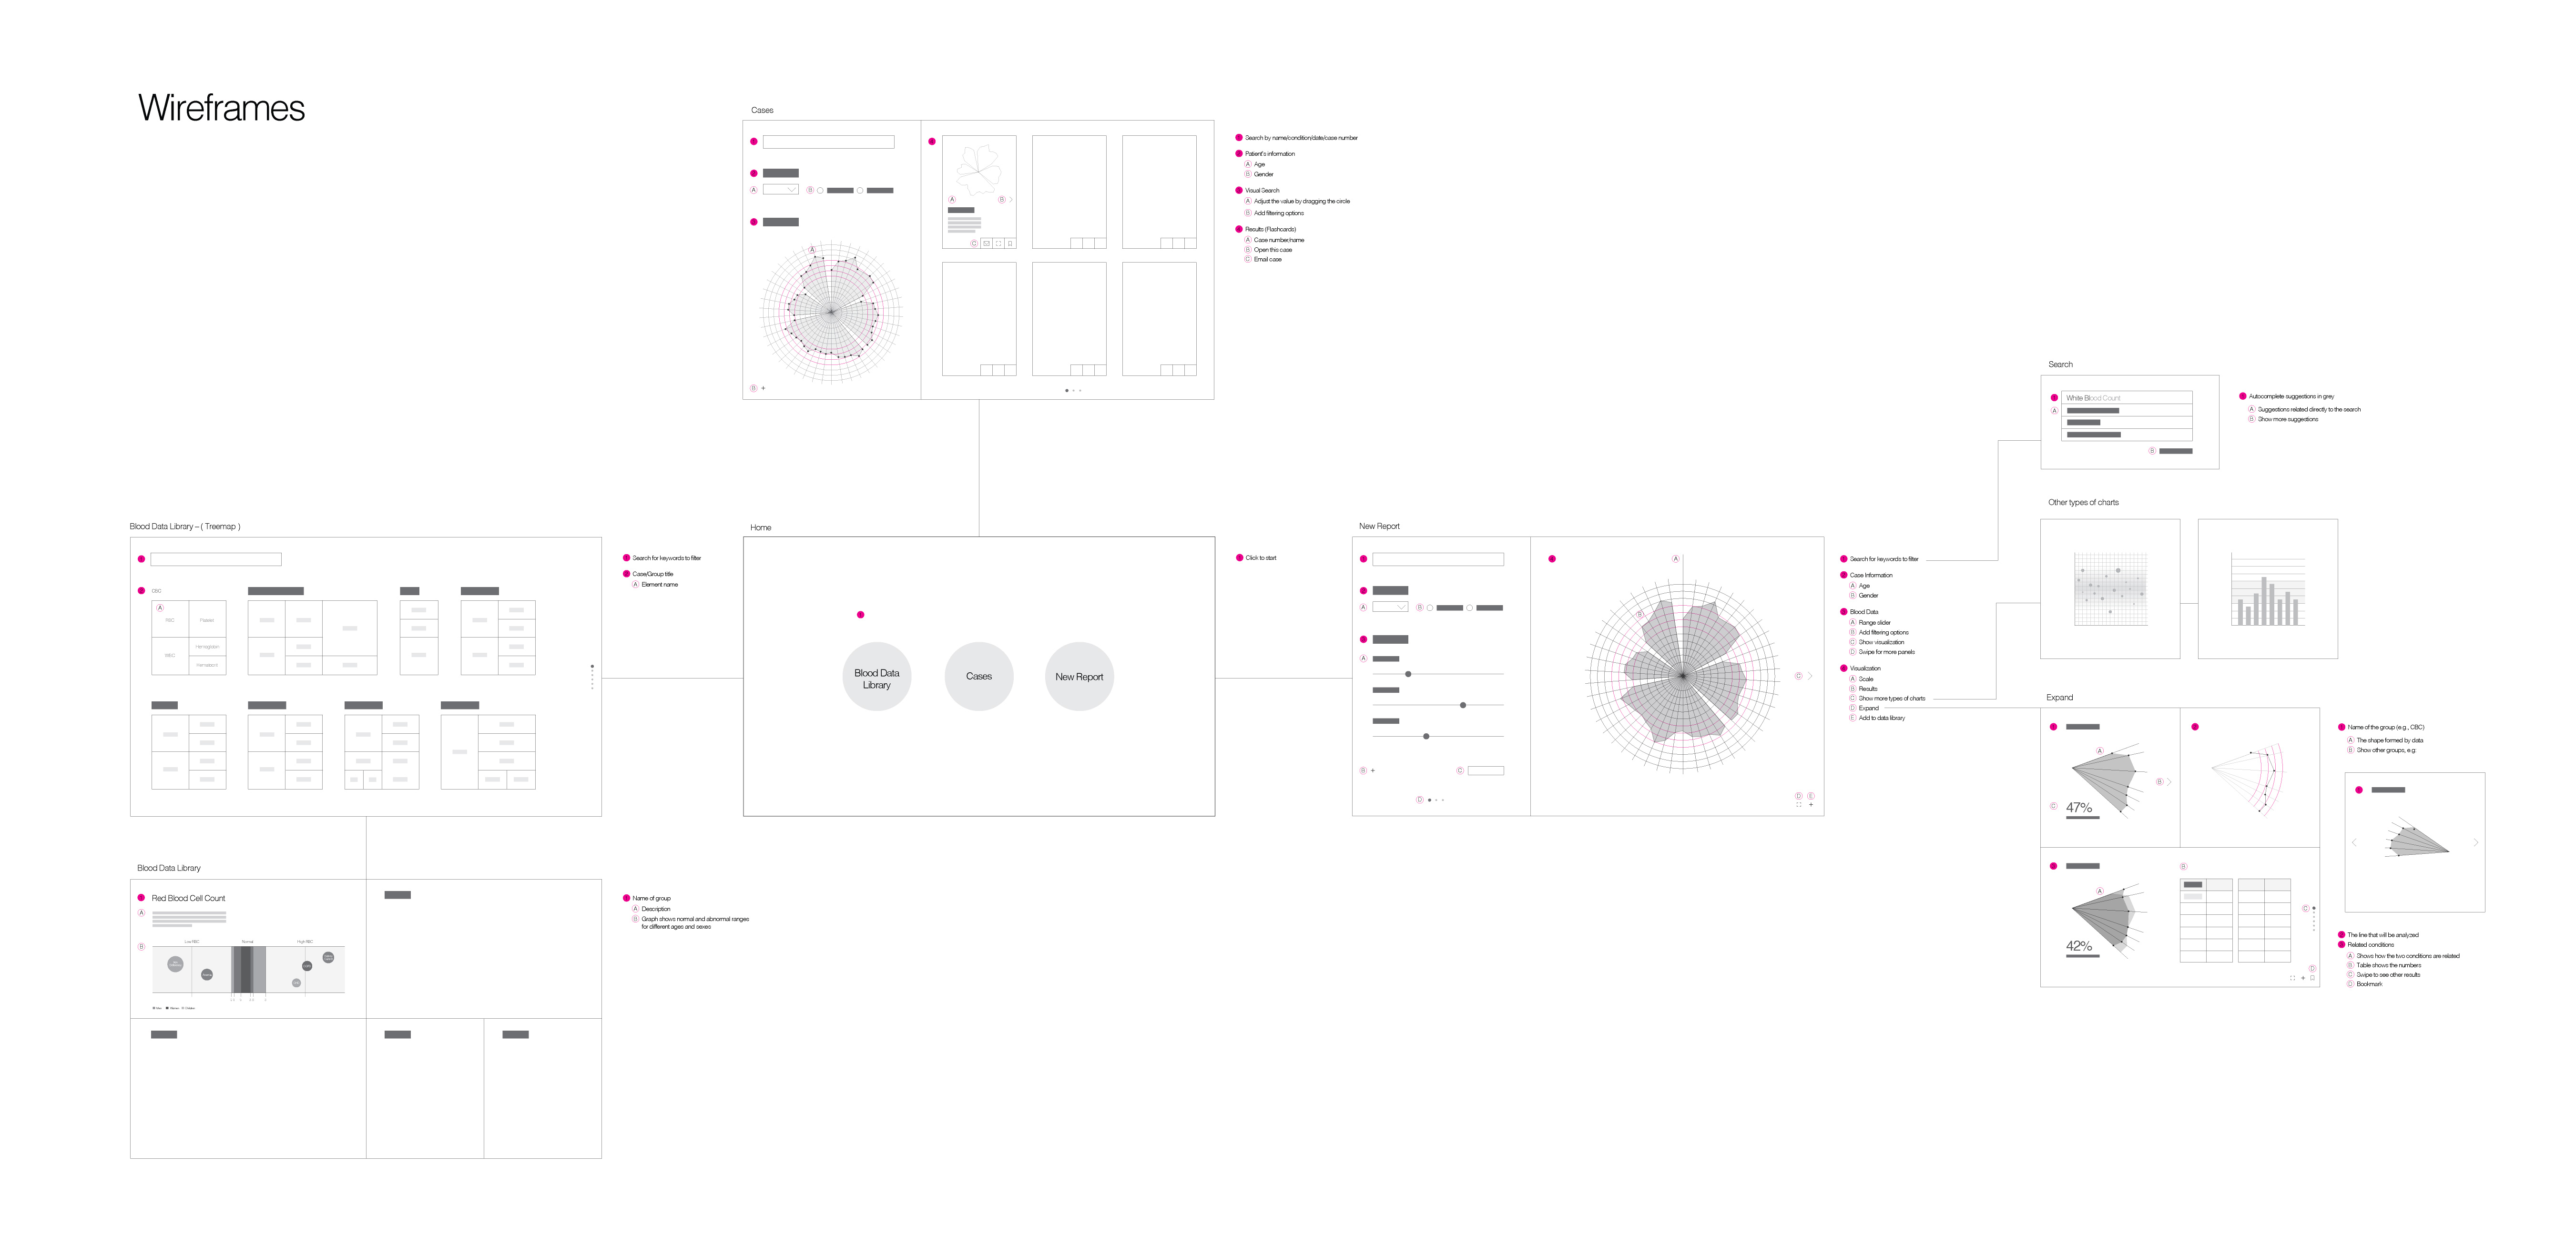 Wireframes
Cases
A
B
A
A
B
C
B +
Search by name/condition/date/case number
Patient's information
A Age
B Gender
Visual Search
A Adjust the value by dragging the circle
B Add filtering options
Results (Flashcards)
A Case number/name
B Open this case
C Email case
Search
White Blood Count
A
B
Autocomplete suggestions in grey
A Suggestions related directly to the search
B Show more suggestions
Other types of charts
Blood Data Library – ( Treemap )
CBC
A
RBC
WBC
Hemoglobin
Search for keywords to filter
Case/Group title
A Element name
Home
Blood Data
Library
Cases
New Report
Click to start
New Report
A
B
A
B +
C
D
A
B
C
D E
Search for keywords to filter
Case Information
A Age
B Gender
Blood Data
A Range slider
B Add filtering options
C Show visualization
D Swipe for more panels
Visualization
A Scale
B Results
C Show more types of charts
D Expand
E Add to data library
Expand
A
B
C 47%
A
42%
B
C
D
Name of the group (e.g., CBC)
A The shape formed by data
B Show other groups, e.g:
The line that will be analyzed
Related conditions
A Shows how the two conditions are related
B Table shows the numbers
C Swipe to see other results
D Bookmark
Blood Data Library
Red Blood Cell Count
A
B
Low RBC
Normal
High RBC
Name of group
A Description
B Graph shows normal and abnormal ranges
for different ages and sexes